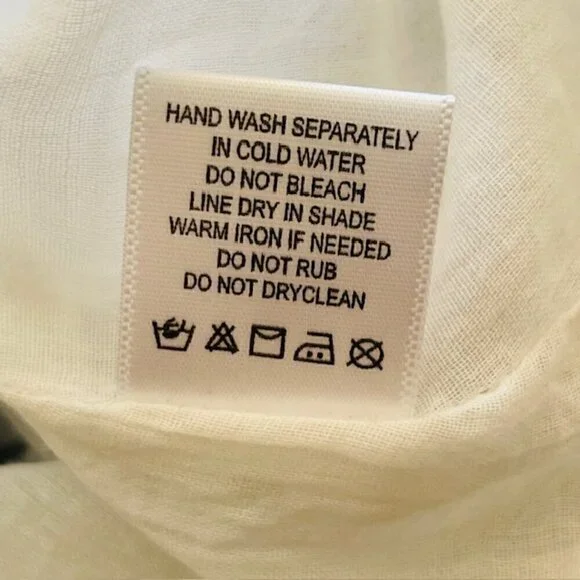 HAND WASH SEPARATELY
IN COLD WATER
DO NOT BLEACH
LINE DRY IN SHADE
WARM IRON IF NEEDED
DO NOT RUB
DO NOT DRYCLEAN